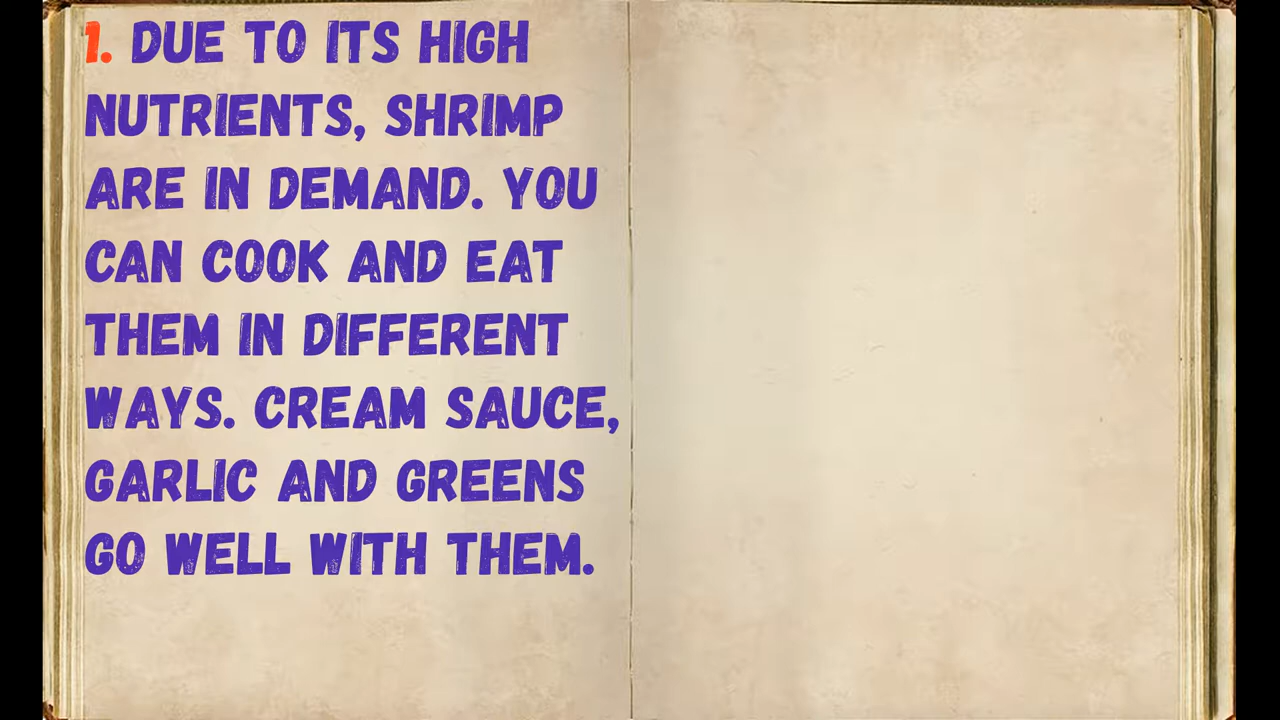 1. DUE TO ITS HIGH
NUTRIENTS, SHRIMP
ARE IN DEMAND. YOU
CAN COOK AND EAT
THEM IN DIFFERENT
WAYS. CREAM SAUCE,
GARLIC AND GREENS
GO WELL WITH THEM.